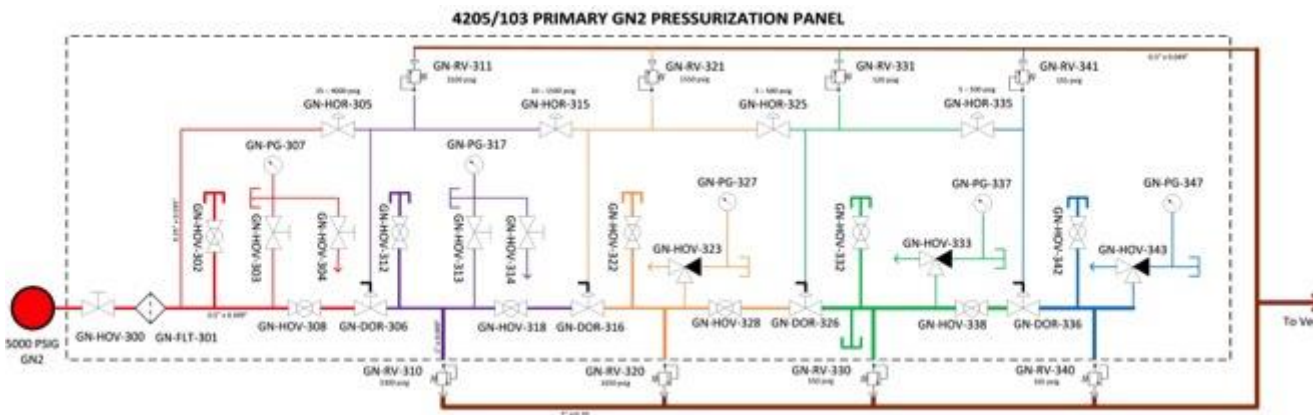 4205/103 PRIMARY GN2 PRESSURIZATION PANEL
GN-RV-311
GN-RV-321
GN-RV-331
GN-RV-341
GN-HOR-305
GN-HOR-315
GN-HOR-325
GN-HOR-335
GN-PG-307
GN-PG-317
GN-PG-327
GN-PG-337
GN-PG-347
GN-HOV-302
GN-HOV-303
GN-HOV-304
GN-HOV-312
GN-HOV-313
GN-HOV-314
GN-HOV-322
GN-HOV-323
GN-HOV-332
GN-HOV-333
GN-HOV-342
GN-HOV-343
GN-HOV-300
GN-FLT-301
GN-HOV-308
GN-DOR-306
GN-HOV-318
GN-DOR-316
GN-HOV-328
GN-DOR-326
GN-HOV-338
GN-DOR-336
5000 PSIG
GN2
To Ve
GN-RV-310
GN-RV-320
GN-RV-330
GN-RV-340